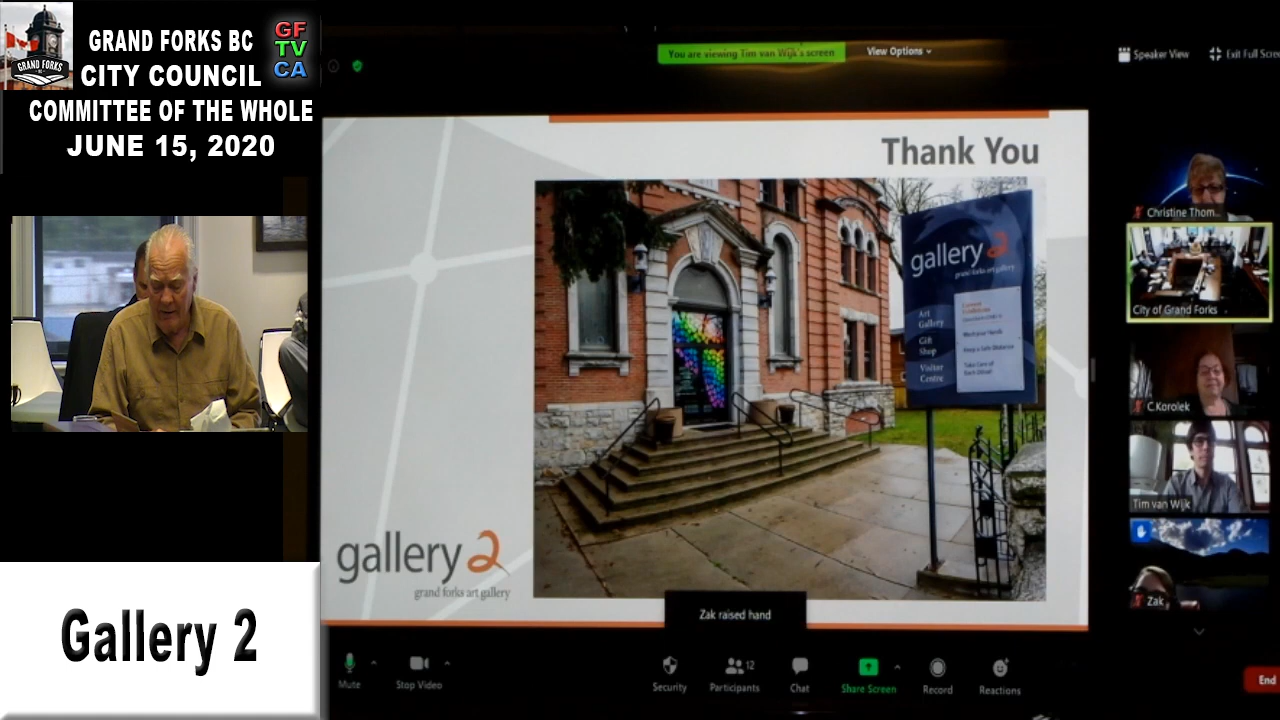 GRAND FORKS BC
CITY COUNCIL
COMMITTEE OF THE WHOLE
JUNE 15, 2020
GF
TV
CA
GRAND FORKS
Gallery 2
You are viewing Tim van Wijk's screen
View Options
Speaker View
Exit Full Scree
Thank You
gallery 2
grand forks art gallery
Art
Gallery
Gift
Shop
Visitor
Centre
Current
Exhibitions
Wash your Hands
Keep a Safe Distance
Take Care of
Each Other!
gallery 2
grand forks art gallery
Zak raised hand
Christine Thom...
City of Grand Forks
C.Korolek
Tim van Wijk
Zak
Mute
Stop Video
Security
Participants
12
Chat
Share Screen
Record
Reactions
End